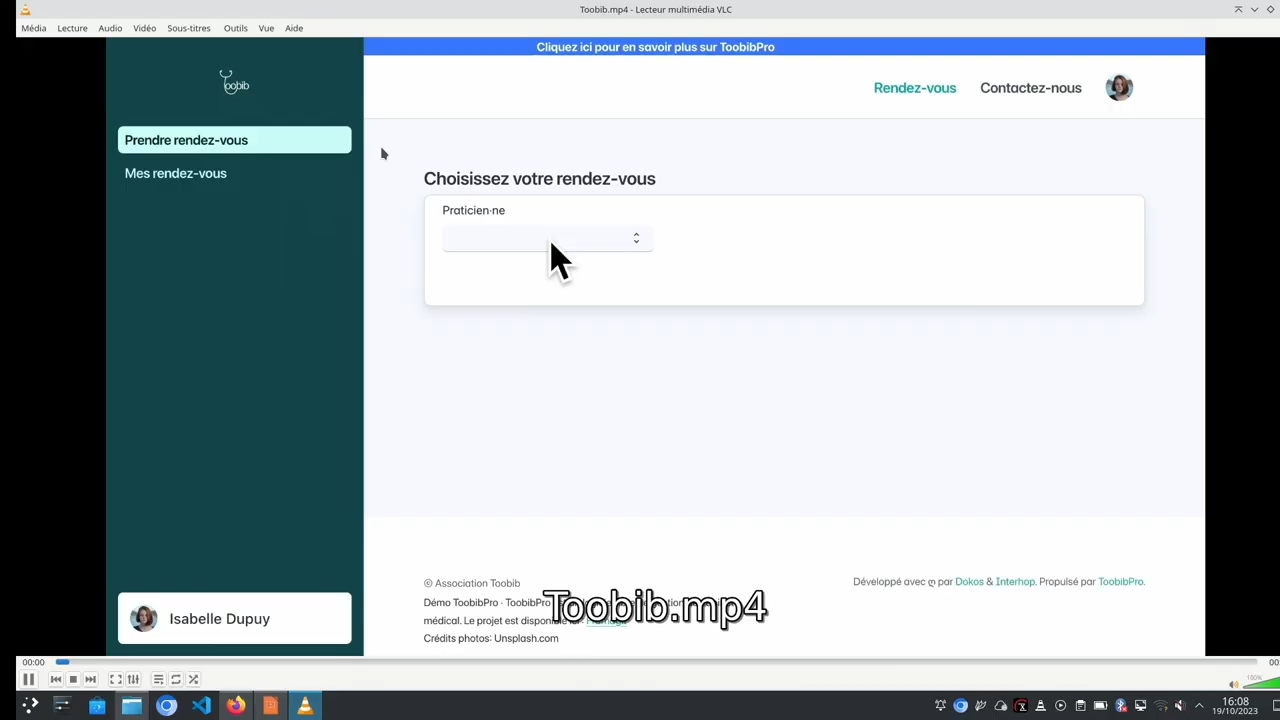 Toobib.mp4 - Lecteur multimédia VLC
Média Lecture Audio Vidéo Sous-titres Outils Vue Aide
Cliquez ici pour en savoir plus sur ToobibPro
Toobib
Rendez-vous Contactez-nous
Prendre rendez-vous
Mes rendez-vous
Choisissez votre rendez-vous
Praticien·ne
Isabelle Dupuy
© Association Toobib
Développé avec ღ par Dokos & Interhop. Propulsé par ToobibPro.
Démo ToobibPro · ToobibPro
médical. Le projet est disponible
Crédits photos: Unsplash.com
Toobib.mp4
00:00
100%
16:08
19/10/2023